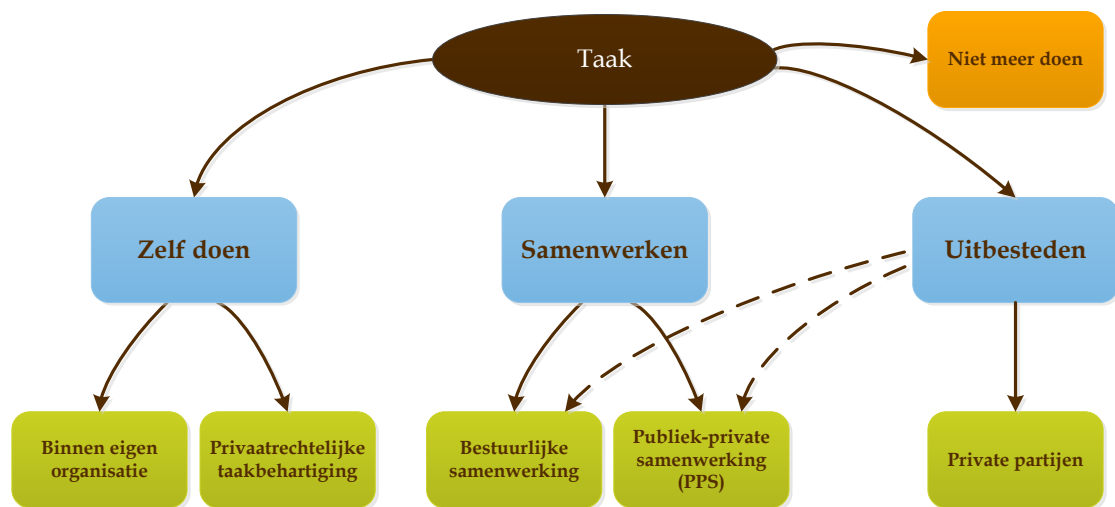 Taak
Niet meer doen
Zelf doen
Samenwerken
Uitbesteden
Binnen eigen
organisatie
Privaatrechtelijke
taakbehartiging
Bestuurlijke
samenwerking
Publiek-private
samenwerking
(PPS)
Private partijen